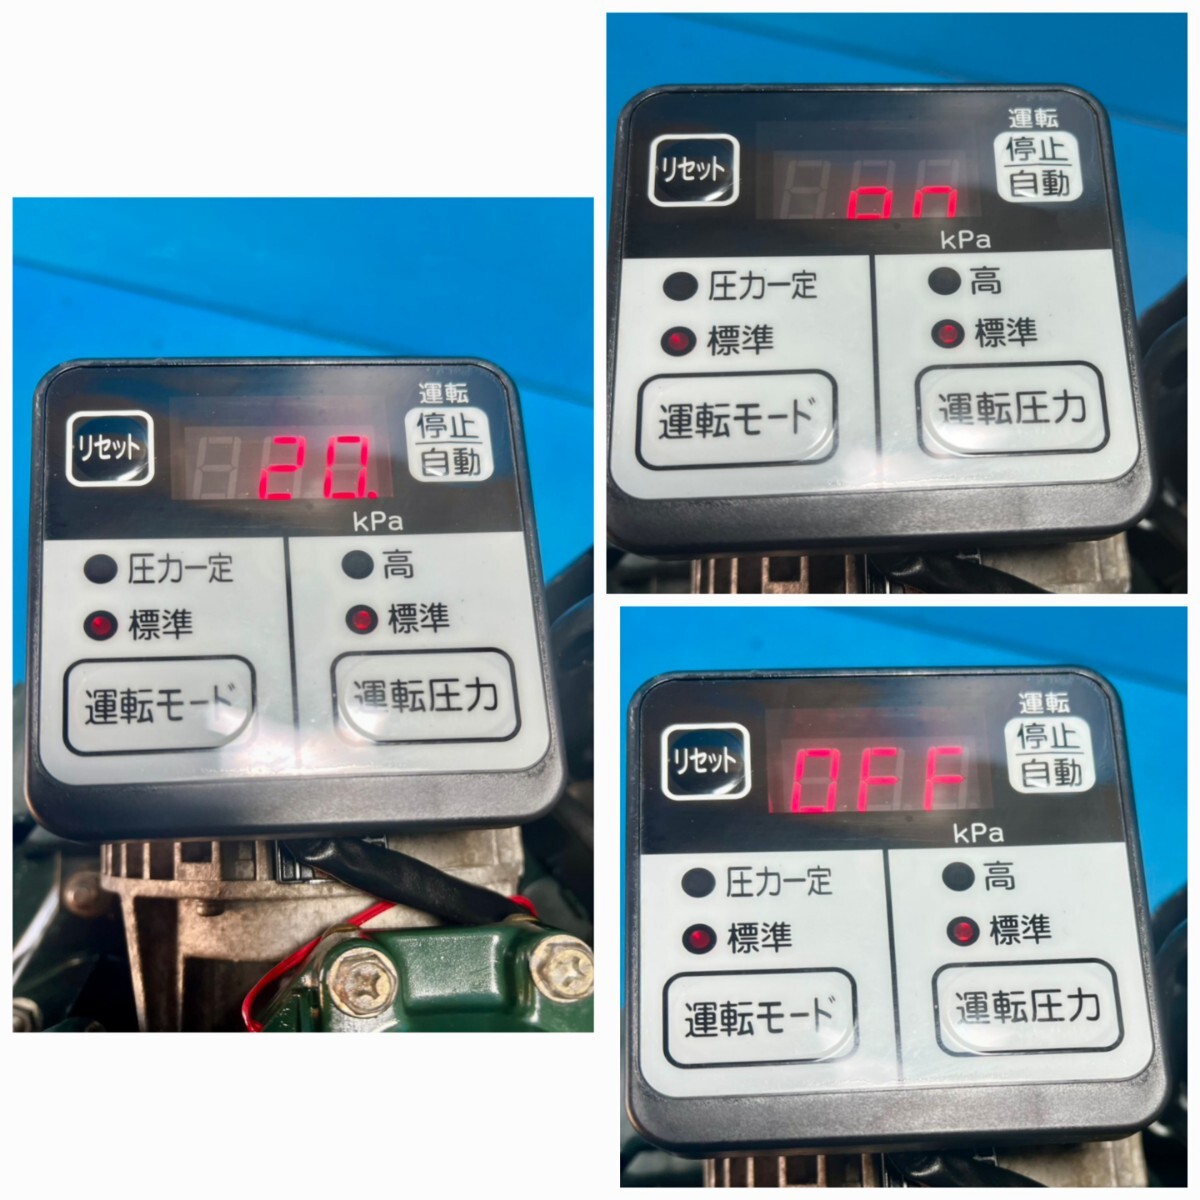 運転
リセット 20. 停止
自動
kPa
圧力一定 高
標準 標準
運転モード 運転圧力
運転
リセット on 停止
自動
kPa
圧力一定 高
標準 標準
運転モード 運転圧力
運転
リセット OFF 停止
自動
kPa
圧力一定 高
標準 標準
運転モード 運転圧力